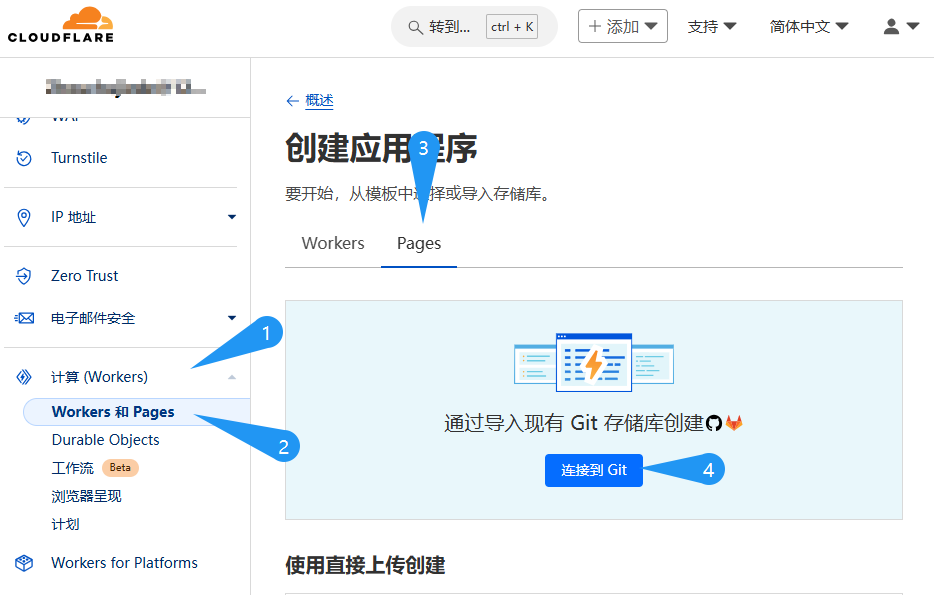 CLOUDFLARE
转到... ctrl + K
添加
支持
简体中文
Turnstile
IP 地址
Zero Trust
电子邮件安全
计算 (Workers)
Workers 和 Pages
Durable Objects
工作流 Beta
浏览器呈现
计划
Workers for Platforms
概述
创建应用程序
要开始，从模板中选择或导入存储库。
Workers Pages
通过导入现有 Git 存储库创建
连接到 Git
使用直接上传创建
1
2
3
4